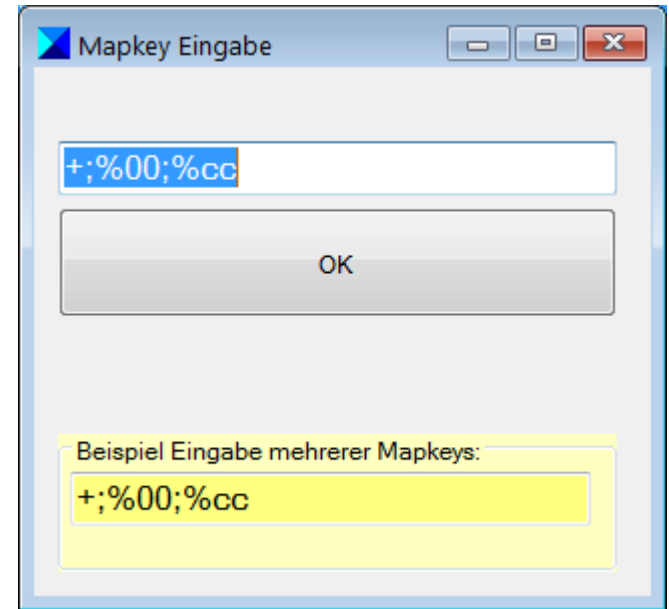 Mapkey Eingabe
+;%00;%cc
OK
Beispiel Eingabe mehrerer Mapkeys:
+;%00;%cc